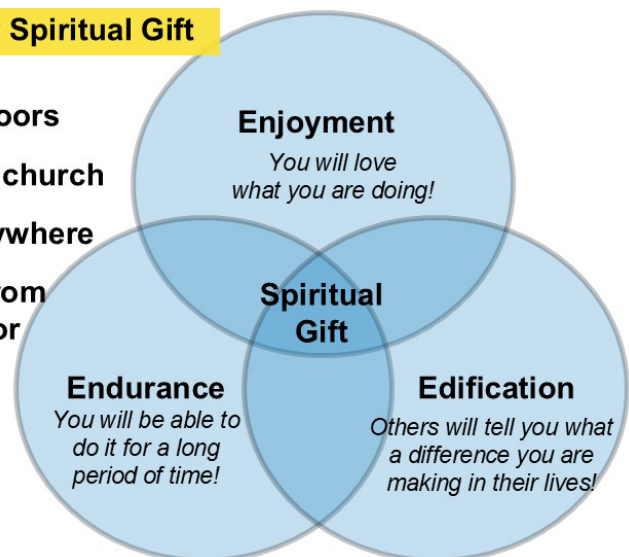 Spiritual Gift
church
Enjoyment
You will love
what you are doing!
Spiritual
Gift
Endurance
You will be able to
do it for a long
period of time!
Edification
Others will tell you what
a difference you are
making in their lives!